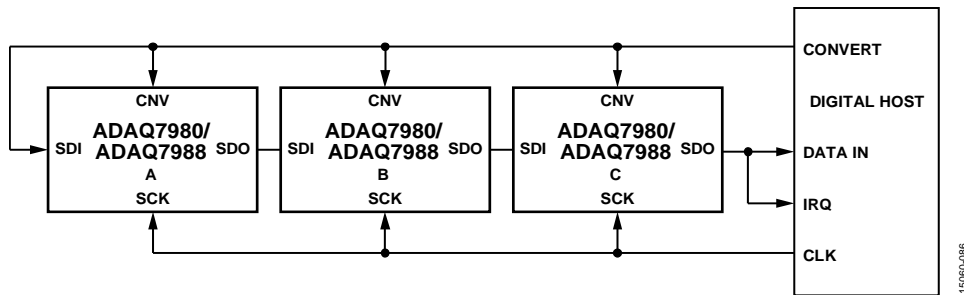 CONVERT
DIGITAL HOST
CNV
ADAQ7980/
ADAQ7988
SDI
SDO
A
SCK
CNV
ADAQ7980/
ADAQ7988
SDI
SDO
B
SCK
CNV
ADAQ7980/
ADAQ7988
SDI
SDO
C
SCK
DATA IN
IRQ
CLK
15060-086